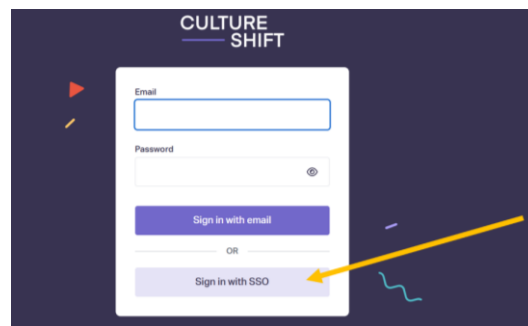 CULTURE
SHIFT
Email
Password
Sign in with email
OR
Sign in with SSO